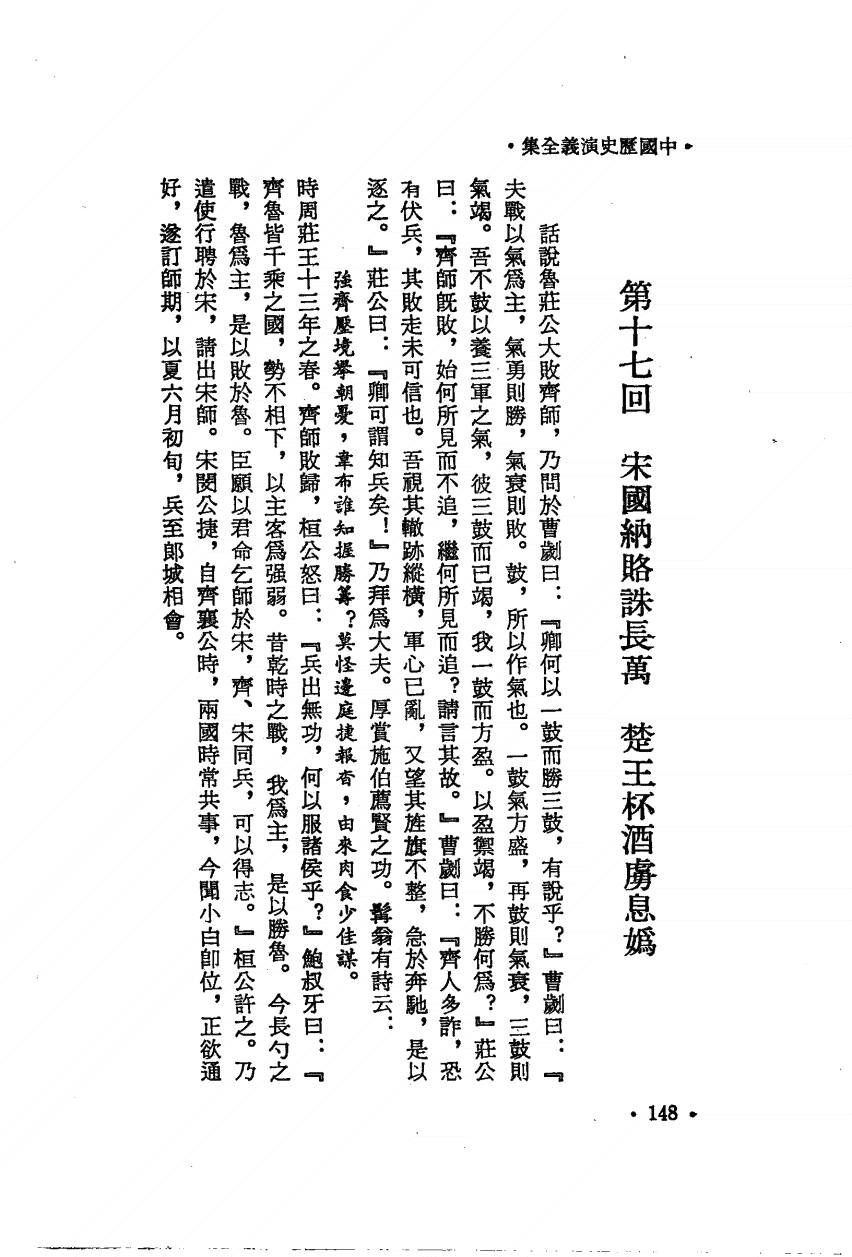 •中國歷史演義全集•
第十七回　宋國納賂誅長萬　楚王杯酒虜息嬀
話說魯莊公大敗齊師，乃問於曹劌曰：『卿何以一鼓而勝三鼓，有說乎？』曹劌曰：『
夫戰以氣爲主，氣勇則勝，氣衰則敗。鼓，所以作氣也。一鼓氣方盛，再鼓則氣衰，三鼓則
氣竭。吾不鼓以養三軍之氣，彼三鼓而已竭，我一鼓而方盈。以盈禦竭，不勝何爲？』莊公
曰：『齊師旣敗，始何所見而不追，繼何所見而追？請言其故。』曹劌曰：『齊人多詐，恐
有伏兵，其敗走未可信也。吾視其轍跡縱橫，軍心已亂，又望其旌旗不整，急於奔馳，是以
逐之。』莊公曰：『卿可謂知兵矣！』乃拜爲大夫。厚賞施伯薦賢之功。髯翁有詩云：
強齊壓境擧朝憂，韋布誰知握勝籌？莫怪邊庭捷報杳，由來肉食少佳謀。
時周莊王十三年之春。齊師敗歸，桓公怒曰：『兵出無功，何以服諸侯乎？』鮑叔牙曰：『
齊魯皆千乘之國，勢不相下，以主客爲强弱。昔乾時之戰，我爲主，是以勝魯。今長勺之
戰，魯爲主，是以敗於魯。臣願以君命乞師於宋，齊、宋同兵，可以得志。』桓公許之。乃
遣使行聘於宋，請出宋師。宋閔公捷，自齊襄公時，兩國時常共事，今聞小白卽位，正欲通
好，遂訂師期，以夏六月初旬，兵至郞城相會。
•148•